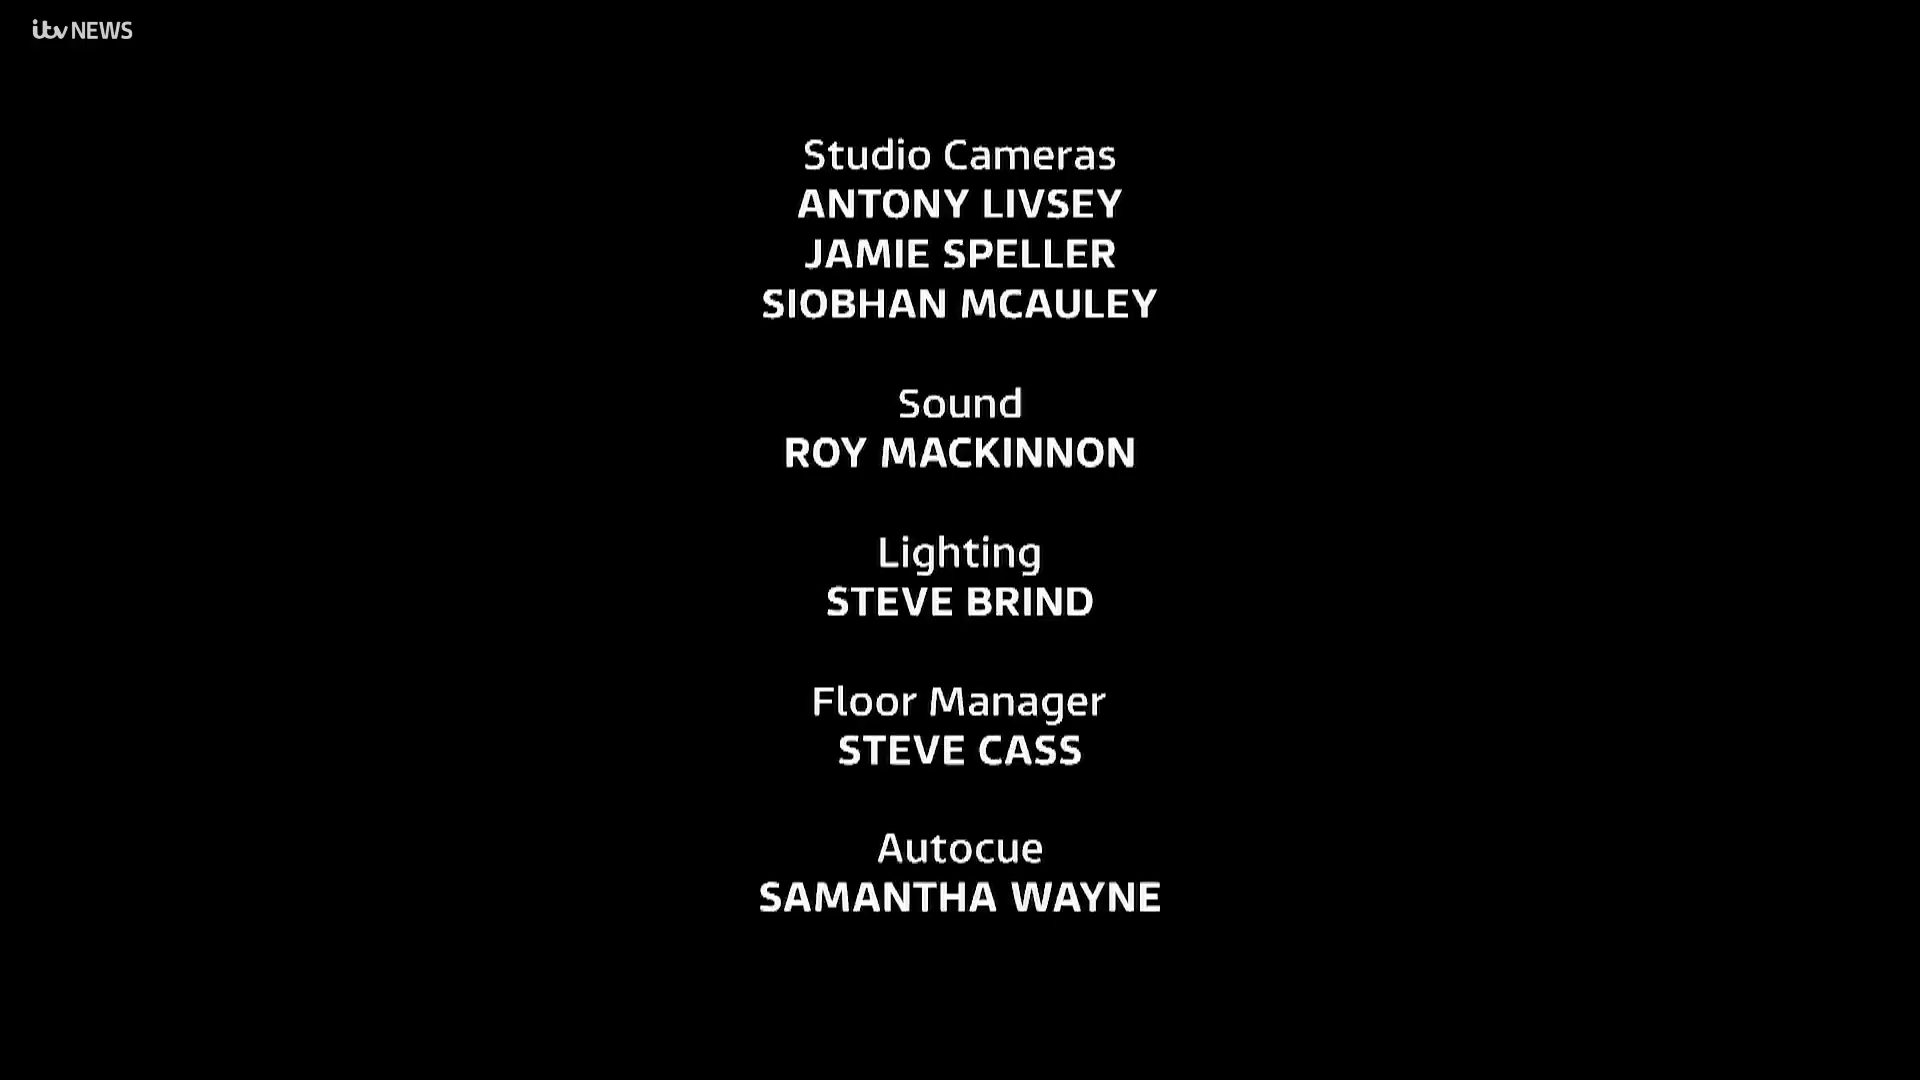 itv NEWS
Studio Cameras
ANTONY LIVSEY
JAMIE SPELLER
SIOBHAN MCAULEY
Sound
ROY MACKINNON
Lighting
STEVE BRIND
Floor Manager
STEVE CASS
Autocue
SAMANTHA WAYNE